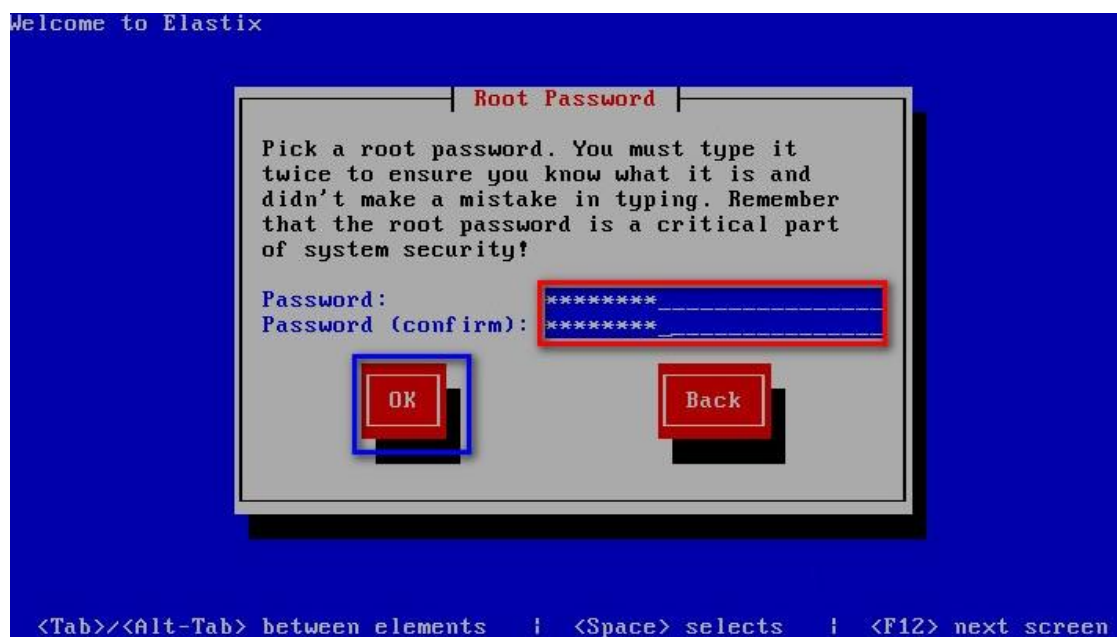 Welcome to Elastix
Root Password
Pick a root password. You must type it
twice to ensure you know what it is and
didn't make a mistake in typing. Remember
that the root password is a critical part
of system security!
Password: ********________________
Password (confirm): ********________________
OK Back
<Tab>/<Alt-Tab> between elements | <Space> selects | <F12> next screen